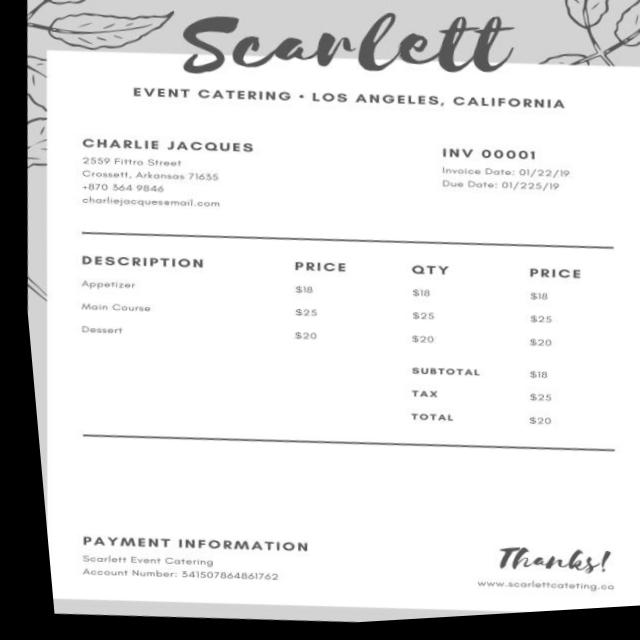 Scarlett
EVENT CATERING • LOS ANGELES, CALIFORNIA
CHARLIE JACQUES
2559 Fittro Street
Crossett, Arkansas 71635
+870 364 9846
charliejacquesemail.com
INV 00001
Invoice Date: 01/22/19
Due Date: 01/225/19
DESCRIPTION PRICE QTY PRICE
Appetizer $18 $18 $18
Main Course $25 $25 $25
Dessert $20 $20 $20
SUBTOTAL $18
TAX $25
TOTAL $20
PAYMENT INFORMATION
Scarlett Event Catering
Account Number: 541507864861762
Thanks!
www.scarlettcateting.co